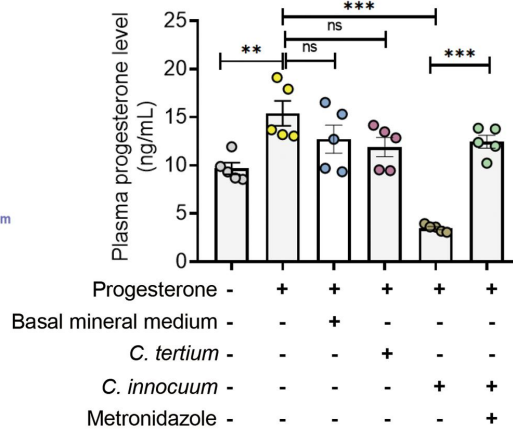 ***
ns
** ns ***
25
20
15
10
5
0
Plasma progesterone level
(ng/mL)
m
Progesterone - + + + + +
Basal mineral medium - - + - - -
C. tertium - - - + - -
C. innocuum - - - - + +
Metronidazole - - - - - +